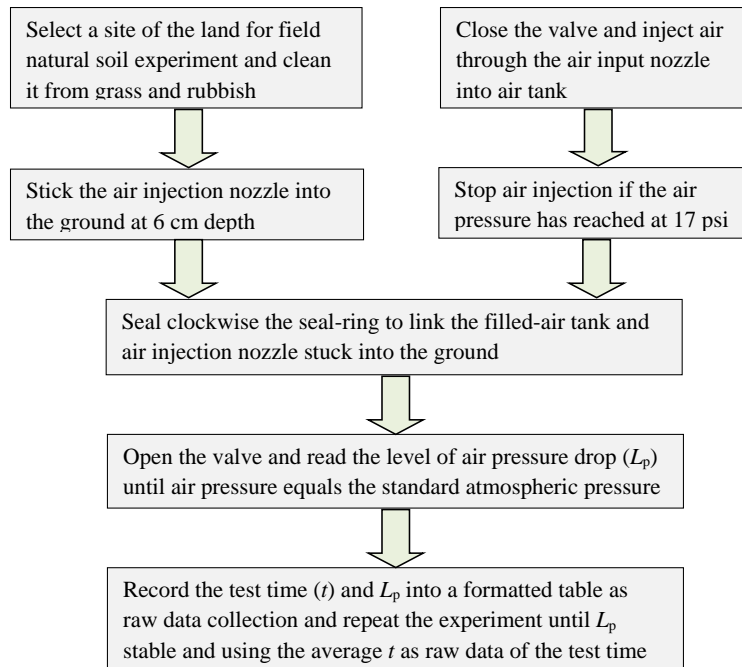 Select a site of the land for field
natural soil experiment and clean
it from grass and rubbish
Close the valve and inject air
through the air input nozzle
into air tank
Stick the air injection nozzle into
the ground at 6 cm depth
Stop air injection if the air
pressure has reached at 17 psi
Seal clockwise the seal-ring to link the filled-air tank and
air injection nozzle stuck into the ground
Open the valve and read the level of air pressure drop (Lp)
until air pressure equals the standard atmospheric pressure
Record the test time (t) and Lp into a formatted table as
raw data collection and repeat the experiment until Lp
stable and using the average t as raw data of the test time